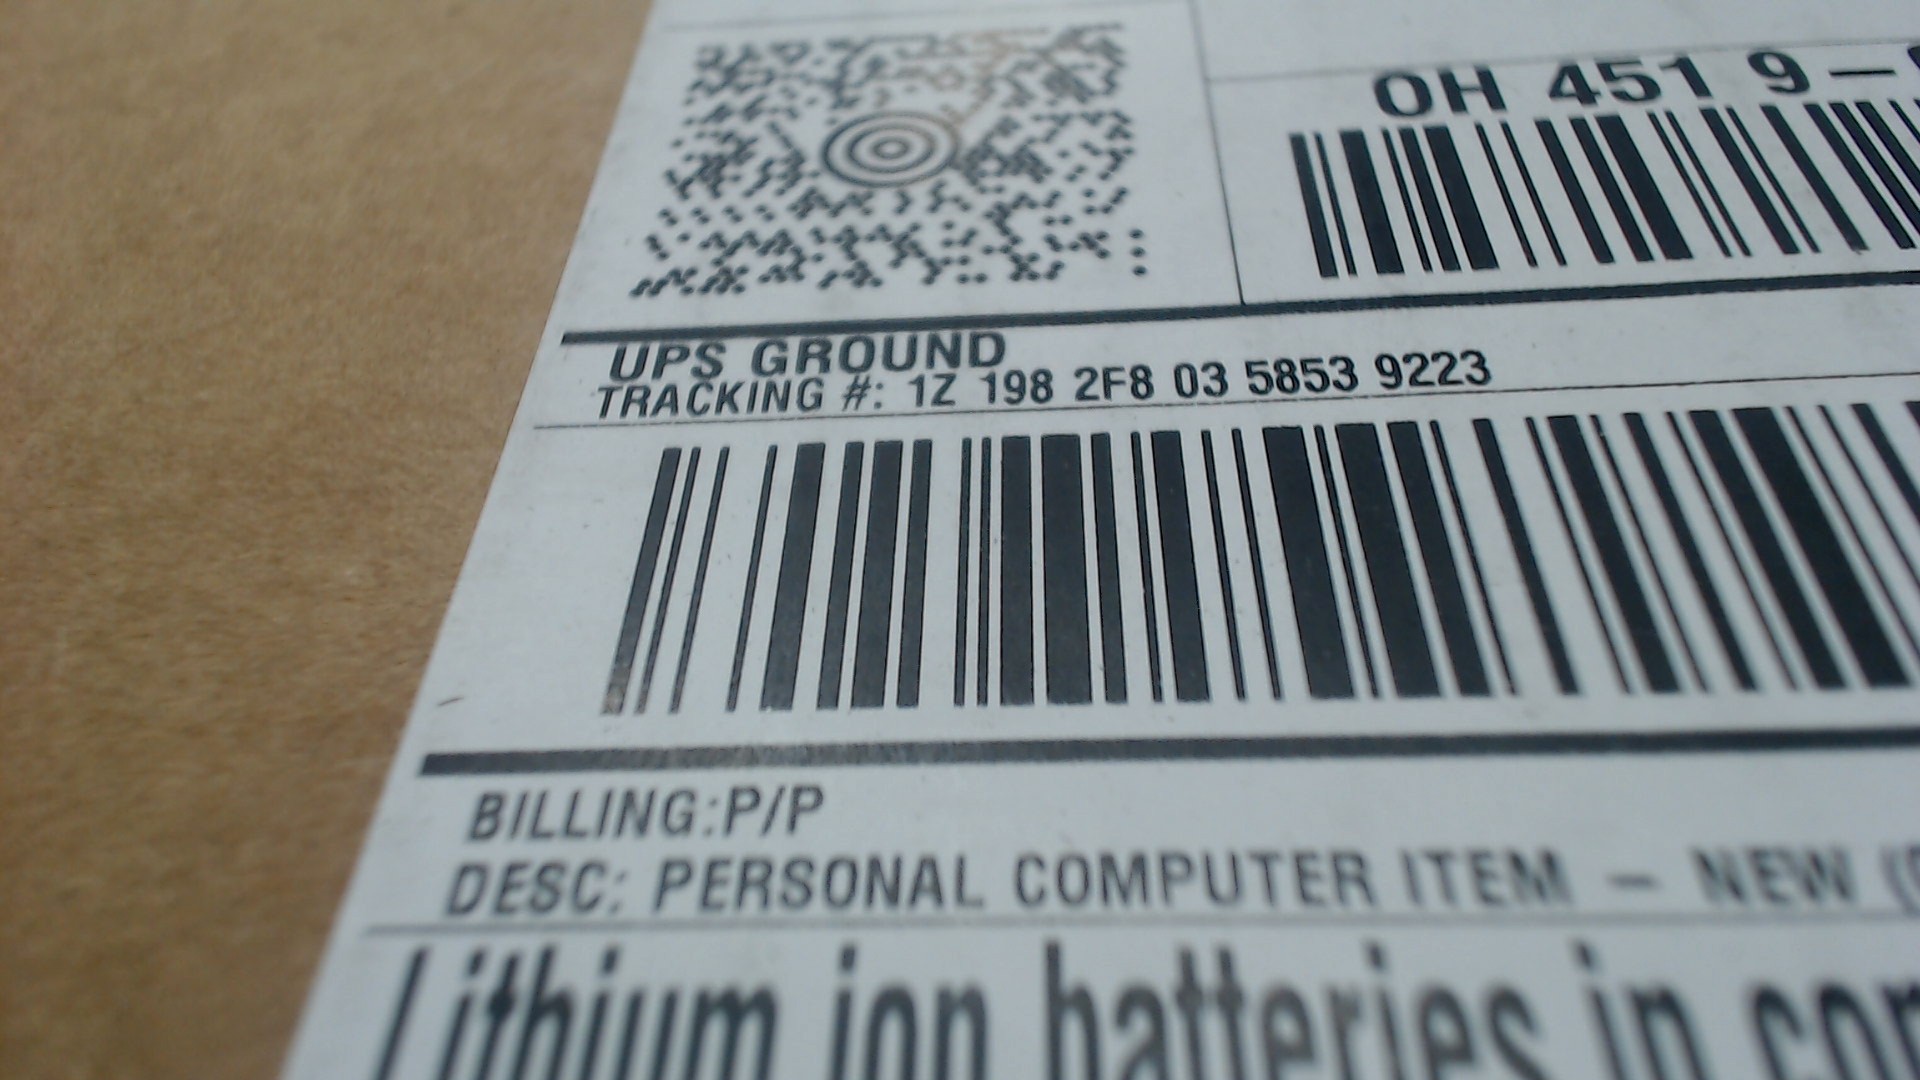 OH 451 9-
UPS GROUND
TRACKING #: 1Z 198 2F8 03 5853 9223
BILLING:P/P
DESC: PERSONAL COMPUTER ITEM - NEW (
Lithium ion batteries in